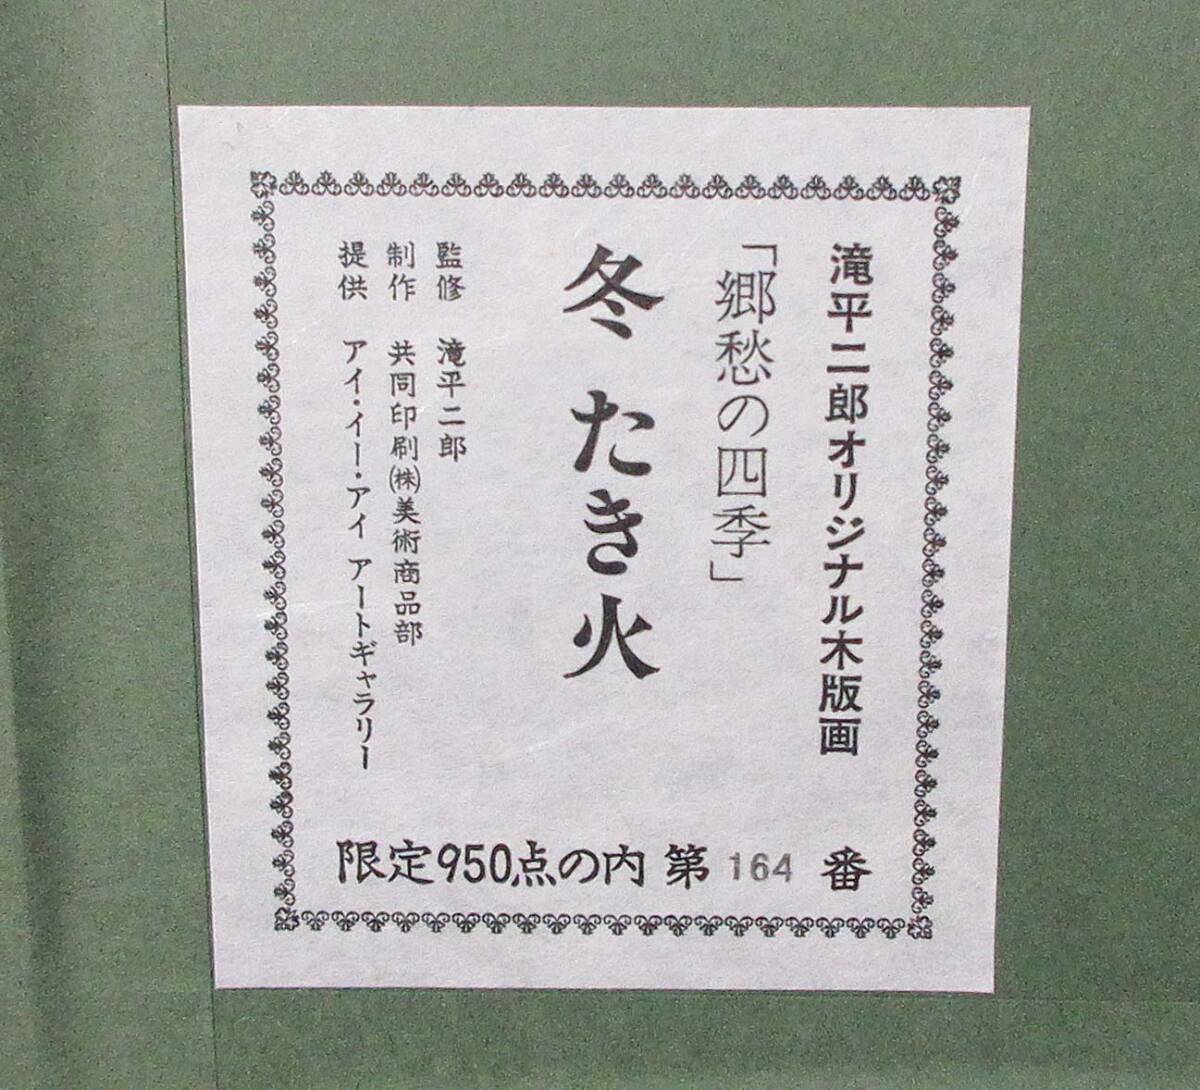 滝平二郎オリジナル木版画
「郷愁の四季」
冬 たき火
監修 滝平二郎
制作 共同印刷㈱美術商品部
提供 アイ・イー・アイ アートギャラリー
限定950点の内 第 164 番